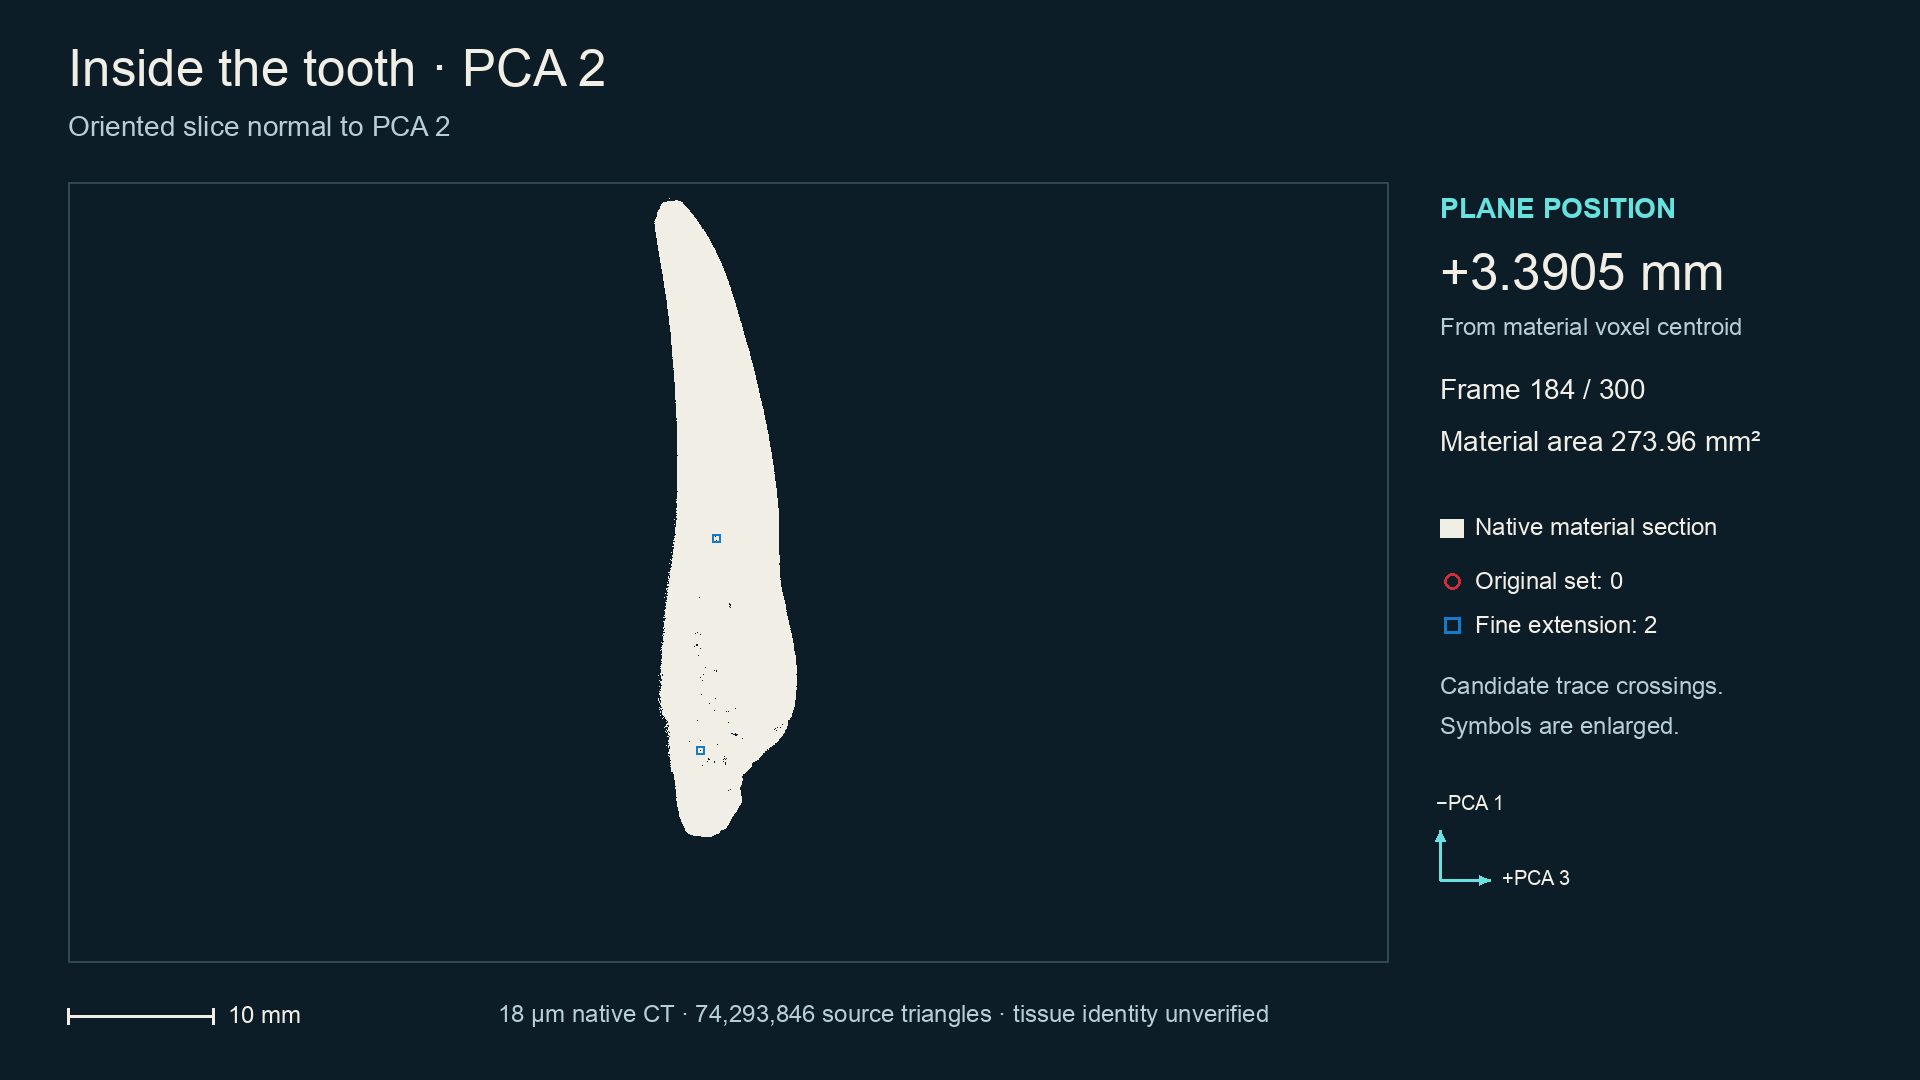 Inside the tooth · PCA 2
Oriented slice normal to PCA 2
PLANE POSITION
+3.3905 mm
From material voxel centroid
Frame 184 / 300
Material area 273.96 mm²
Native material section
Original set: 0
Fine extension: 2
Candidate trace crossings.
Symbols are enlarged.
−PCA 1
+PCA 3
10 mm
18 µm native CT · 74,293,846 source triangles · tissue identity unverified